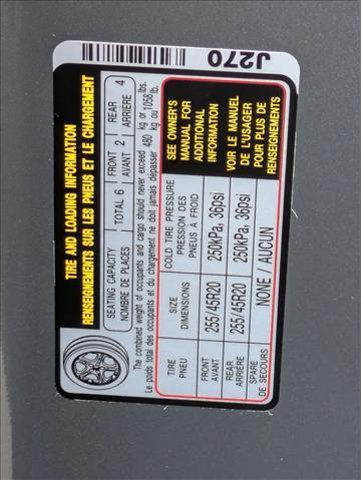 J270
TIRE AND LOADING INFORMATION
RENSEIGNEMENTS SUR LES PNEUS ET LE CHARGEMENT
SEATING CAPACITY TOTAL 6 FRONT 2 REAR 4
NOMBRE DE PLACES AVANT ARRIÈRE
The combined weight of occupants and cargo should never exceed 480 kg or 1058 lbs.
Le poids total des occupants et du chargement ne doit jamais dépasser kg ou lb.
TIRE SIZE COLD TIRE PRESSURE
PNEU DIMENSIONS PRESSION DES PNEUS À FROID
FRONT 255/45R20 250kPa, 36psi
AVANT
REAR 255/45R20 250kPa, 36psi
ARRIÈRE
SPARE NONE / AUCUN
DE SECOURS
SEE OWNER'S
MANUAL FOR
ADDITIONAL
INFORMATION
VOIR LE MANUEL
DE L'USAGER
POUR PLUS DE
RENSEIGNEMENTS